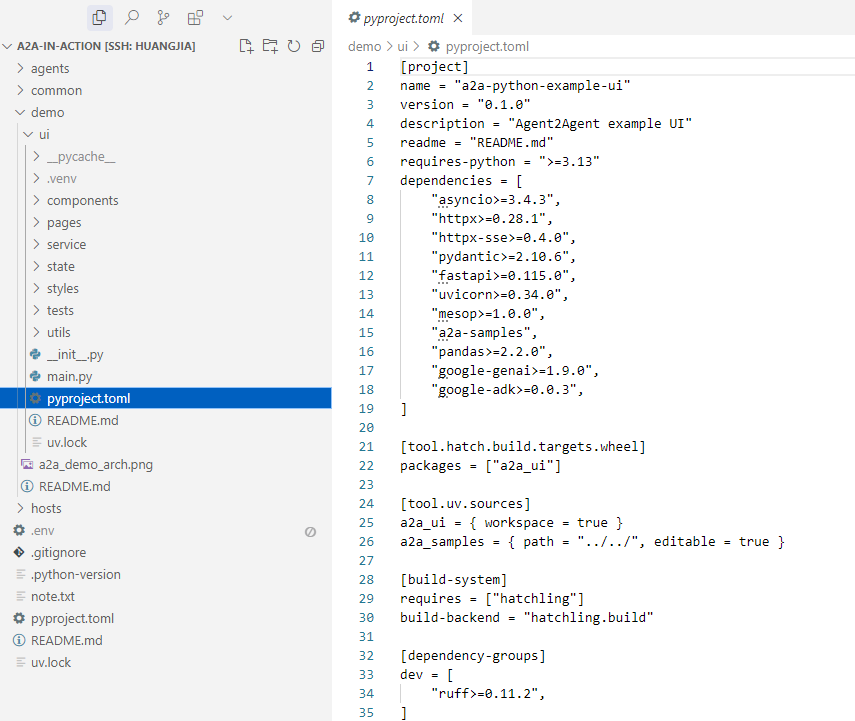 A2A-IN-ACTION [SSH: HUANGJIA]
agents
common
demo
ui
__pycache__
.venv
components
pages
service
state
styles
tests
utils
__init__.py
main.py
pyproject.toml
README.md
uv.lock
a2a_demo_arch.png
README.md
hosts
.env
.gitignore
.python-version
note.txt
pyproject.toml
README.md
uv.lock
pyproject.toml
demo > ui > pyproject.toml
1 [project]
2 name = "a2a-python-example-ui"
3 version = "0.1.0"
4 description = "Agent2Agent example UI"
5 readme = "README.md"
6 requires-python = ">=3.13"
7 dependencies = [
8     "asyncio>=3.4.3",
9     "httpx>=0.28.1",
10     "httpx-sse>=0.4.0",
11     "pydantic>=2.10.6",
12     "fastapi>=0.115.0",
13     "uvicorn>=0.34.0",
14     "mesop>=1.0.0",
15     "a2a-samples",
16     "pandas>=2.2.0",
17     "google-genai>=1.9.0",
18     "google-adk>=0.0.3",
19 ]
20
21 [tool.hatch.build.targets.wheel]
22 packages = ["a2a_ui"]
23
24 [tool.uv.sources]
25 a2a_ui = { workspace = true }
26 a2a_samples = { path = "../../", editable = true }
27
28 [build-system]
29 requires = ["hatchling"]
30 build-backend = "hatchling.build"
31
32 [dependency-groups]
33 dev = [
34     "ruff>=0.11.2",
35 ]